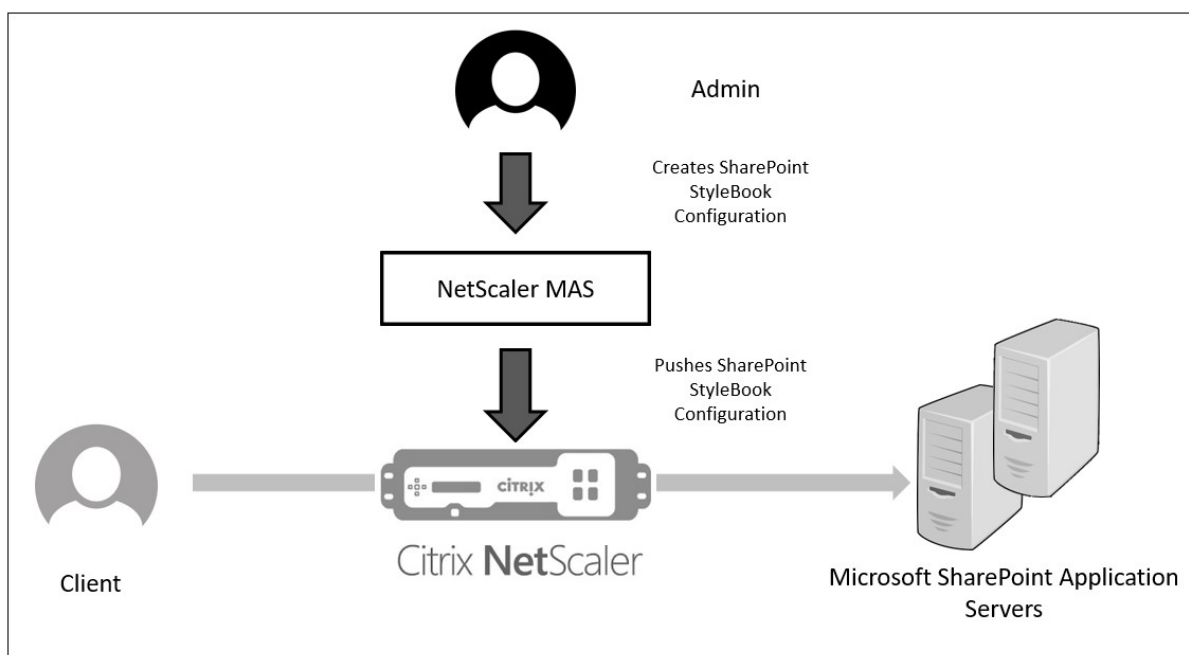 Admin
Creates SharePoint
StyleBook
Configuration
NetScaler MAS
Pushes SharePoint
StyleBook
Configuration
CITRIX
Citrix NetScaler
Client
Microsoft SharePoint Application
Servers